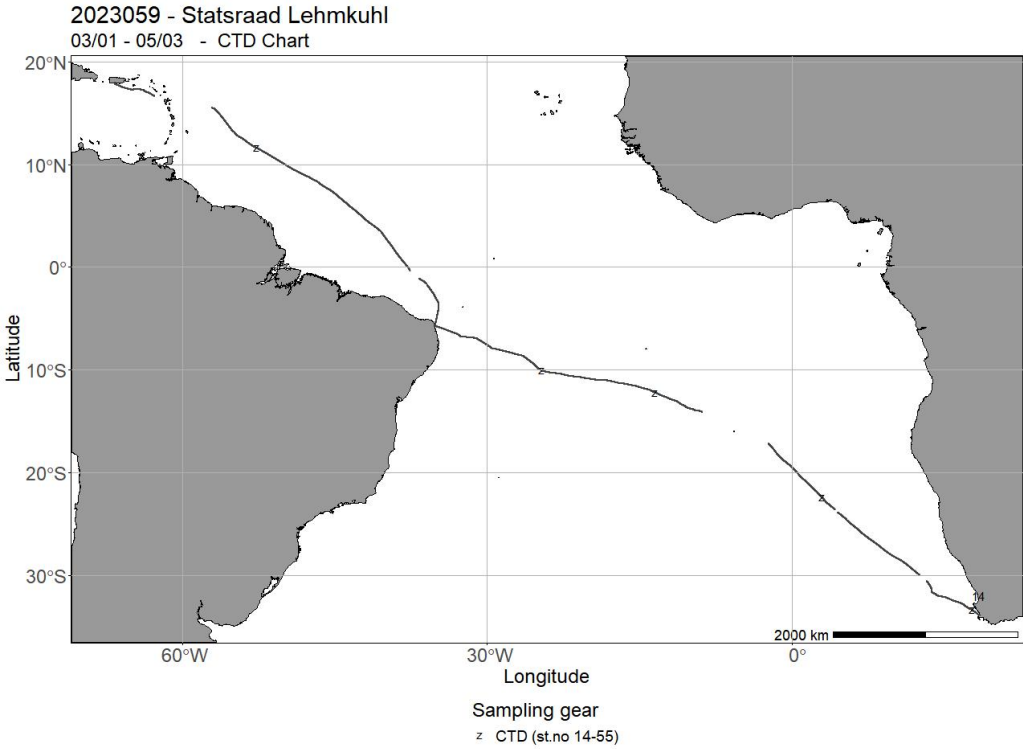 2023059 - Statsraad Lehmkuhl
03/01 - 05/03 - CTD Chart
20°N
10°N
0°
10°S
20°S
30°S
Latitude
z
z
z
z
14
z
2000 km
60°W
30°W
0°
Longitude
Sampling gear
z CTD (st.no 14-55)